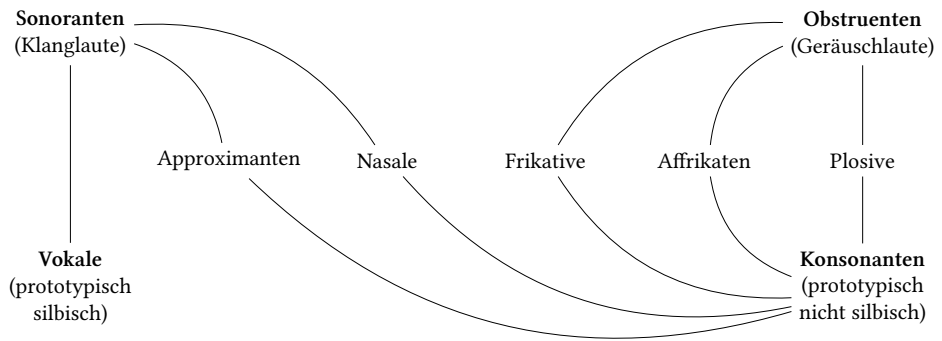 Sonoranten
(Klanglaute)
Obstruenten
(Geräuschlaute)
Approximanten
Nasale
Frikative
Affrikaten
Plosive
Vokale
(prototypisch
silbisch)
Konsonanten
(prototypisch
nicht silbisch)